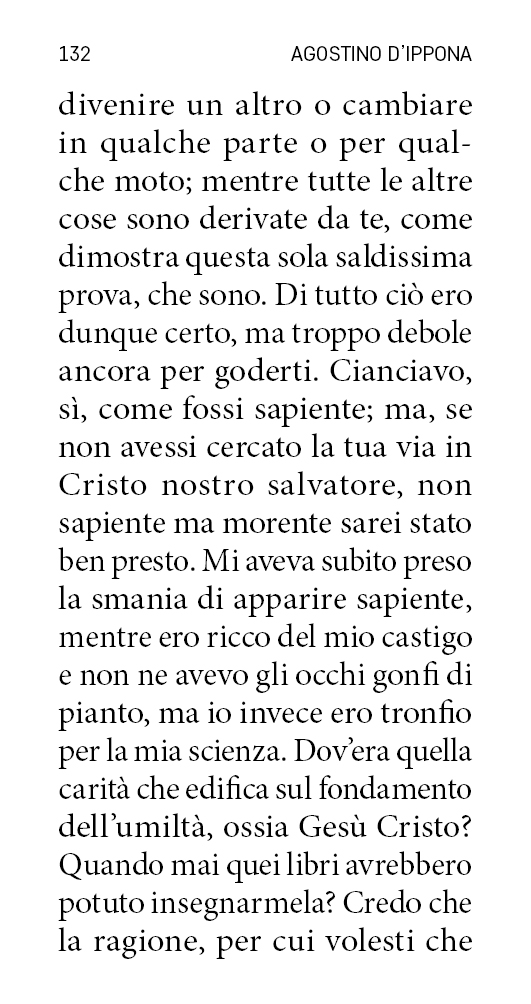 132 AGOSTINO D’IPPONA
divenire un altro o cambiare
in qualche parte o per qual-
che moto; mentre tutte le altre
cose sono derivate da te, come
dimostra questa sola saldissima
prova, che sono. Di tutto ciò ero
dunque certo, ma troppo debole
ancora per goderti. Cianciavo,
sì, come fossi sapiente; ma, se
non avessi cercato la tua via in
Cristo nostro salvatore, non
sapiente ma morente sarei stato
ben presto. Mi aveva subito preso
la smania di apparire sapiente,
mentre ero ricco del mio castigo
e non ne avevo gli occhi gonfi di
pianto, ma io invece ero tronfio
per la mia scienza. Dov’era quella
carità che edifica sul fondamento
dell’umiltà, ossia Gesù Cristo?
Quando mai quei libri avrebbero
potuto insegnarmela? Credo che
la ragione, per cui volesti che